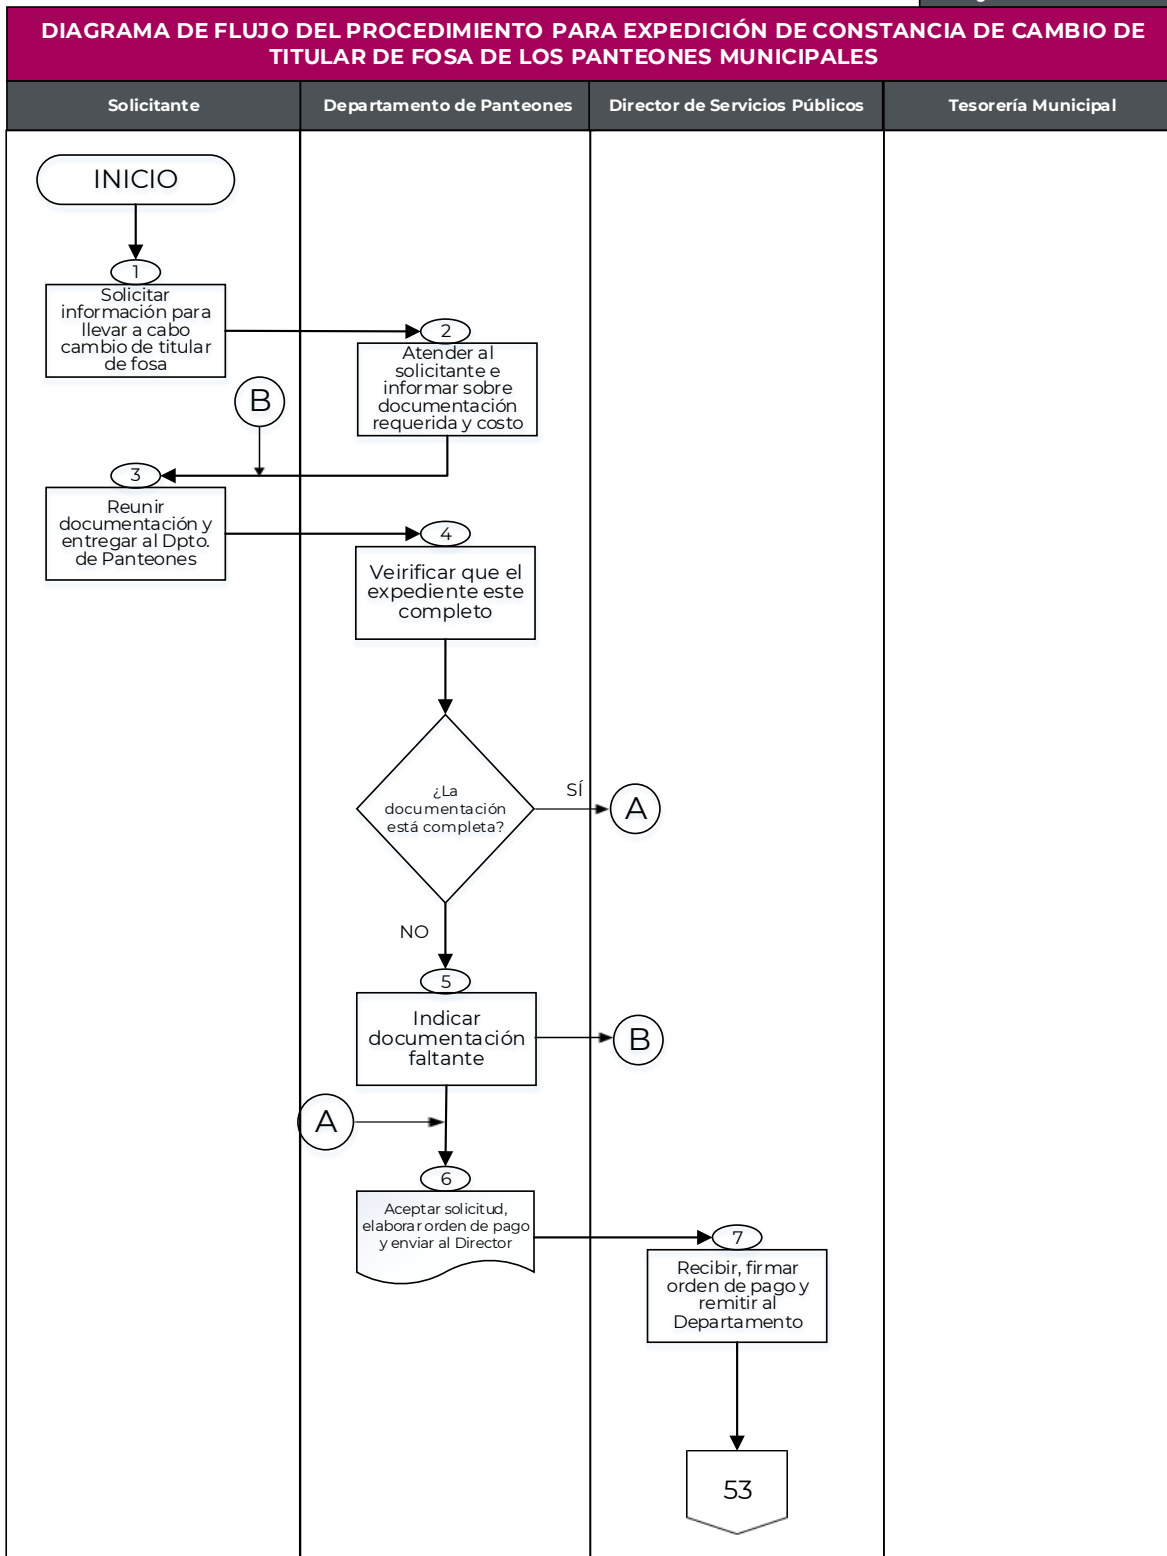 DIAGRAMA DE FLUJO DEL PROCEDIMIENTO PARA EXPEDICIÓN DE CONSTANCIA DE CAMBIO DE
TITULAR DE FOSA DE LOS PANTEONES MUNICIPALES
Solicitante
Departamento de Panteones
Director de Servicios Públicos
Tesorería Municipal
INICIO
1
Solicitar
información para
llevar a cabo
cambio de titular
de fosa
2
Atender al
solicitante e
informar sobre
documentación
requerida y costo
B
3
Reunir
documentación y
entregar al Dpto.
de Panteones
4
Veirificar que el
expediente este
completo
¿La
documentación
está completa?
SÍ
A
NO
5
Indicar
documentación
faltante
B
A
6
Aceptar solicitud,
elaborar orden de pago
y enviar al Director
7
Recibir, firmar
orden de pago y
remitir al
Departamento
53